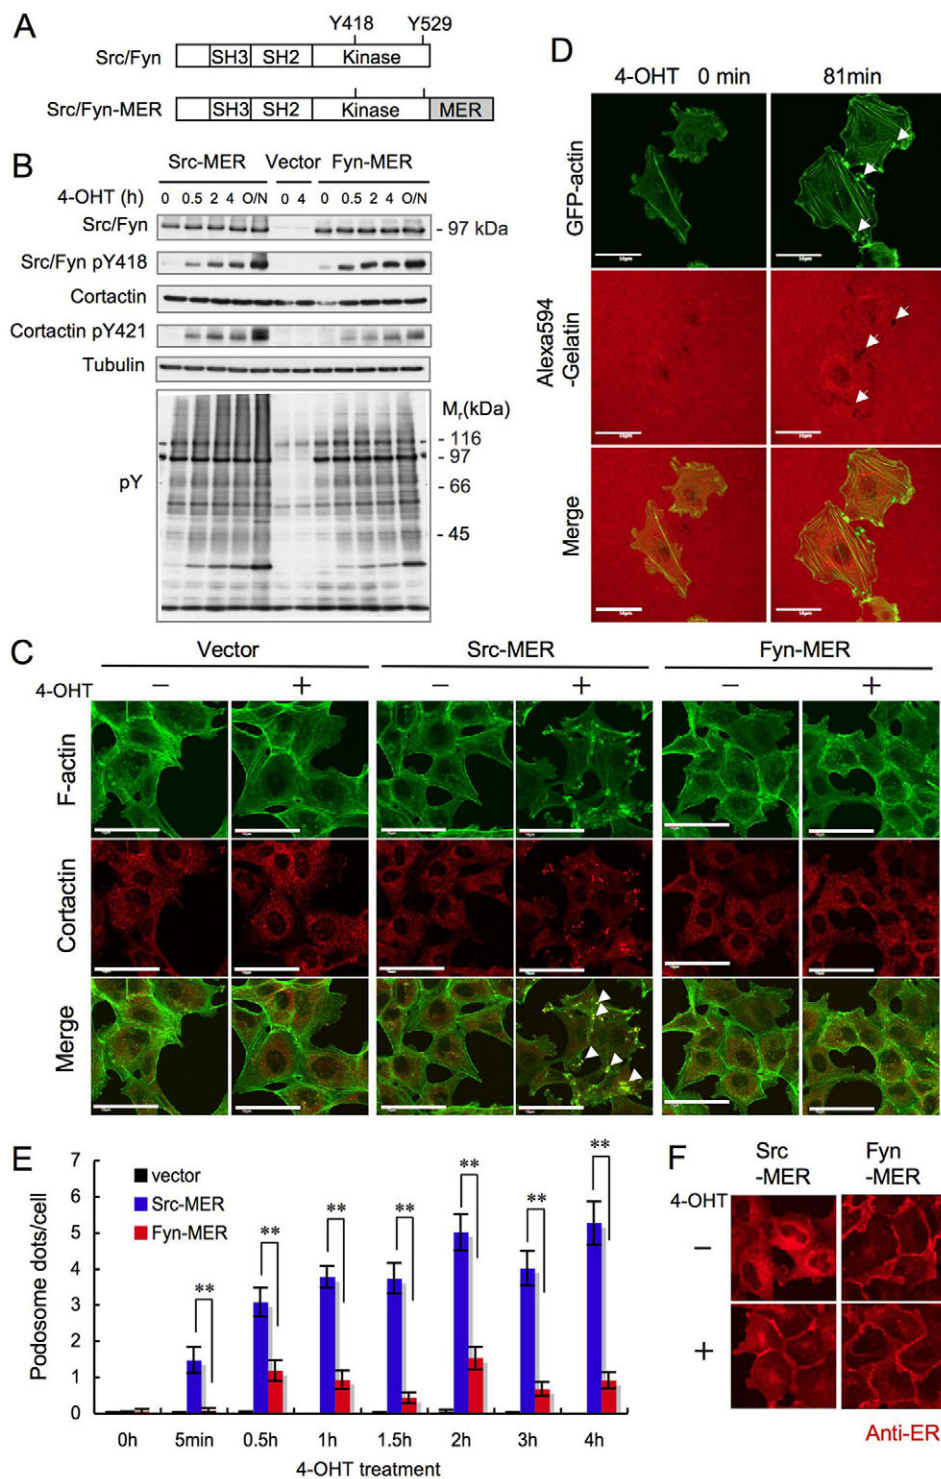 A
Y418 Y529
Src/Fyn SH3 SH2 Kinase
Src/Fyn-MER SH3 SH2 Kinase MER
B
Src-MER Vector Fyn-MER
4-OHT (h) 0 0.5 2 4 O/N 0 4 0 0.5 2 4 O/N
Src/Fyn - 97 kDa
Src/Fyn pY418
Cortactin
Cortactin pY421
Tubulin
Mr(kDa)
- 116
- 97
pY - 66
- 45
D
4-OHT 0 min 81min
GFP-actin
Alexa594
-Gelatin
Merge
C
Vector Src-MER Fyn-MER
4-OHT − + − + − +
F-actin
Cortactin
Merge
E
Podosome dots/cell
7
6
5
4
3
2
1
0
vector
Src-MER
Fyn-MER
** ** ** ** ** ** **
0h 5min 0.5h 1h 1.5h 2h 3h 4h
4-OHT treatment
F
Src Fyn
-MER -MER
4-OHT
−
+
Anti-ER